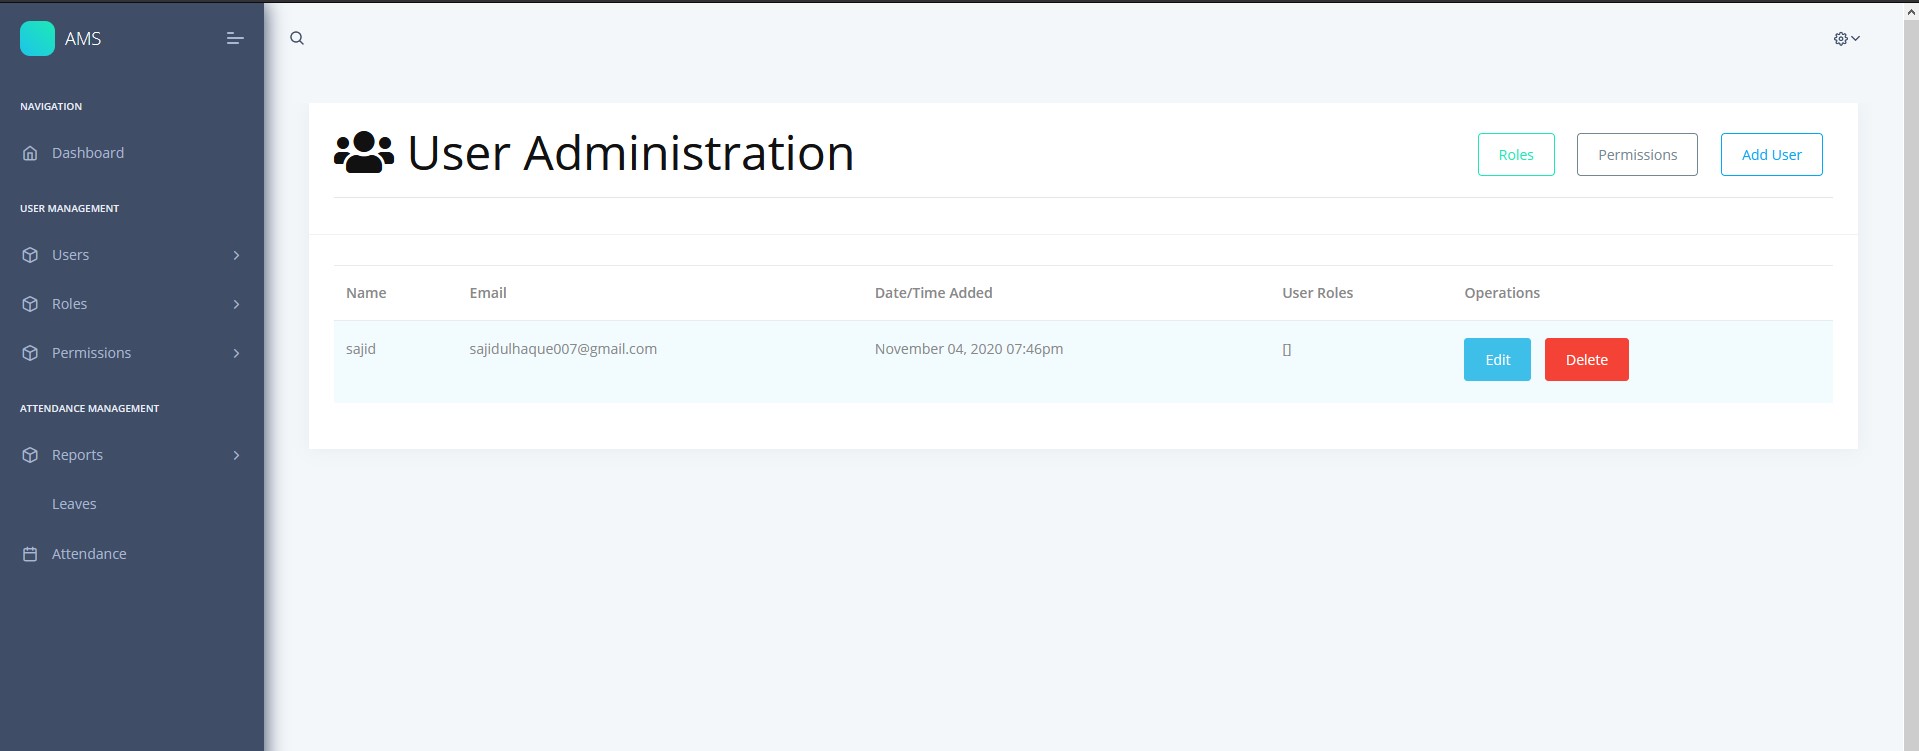 AMS
NAVIGATION
Dashboard
USER MANAGEMENT
Users
Roles
Permissions
ATTENDANCE MANAGEMENT
Reports
Leaves
Attendance
User Administration
Roles Permissions Add User
Name Email Date/Time Added User Roles Operations
sajid sajidulhaque007@gmail.com November 04, 2020 07:46pm [] Edit Delete